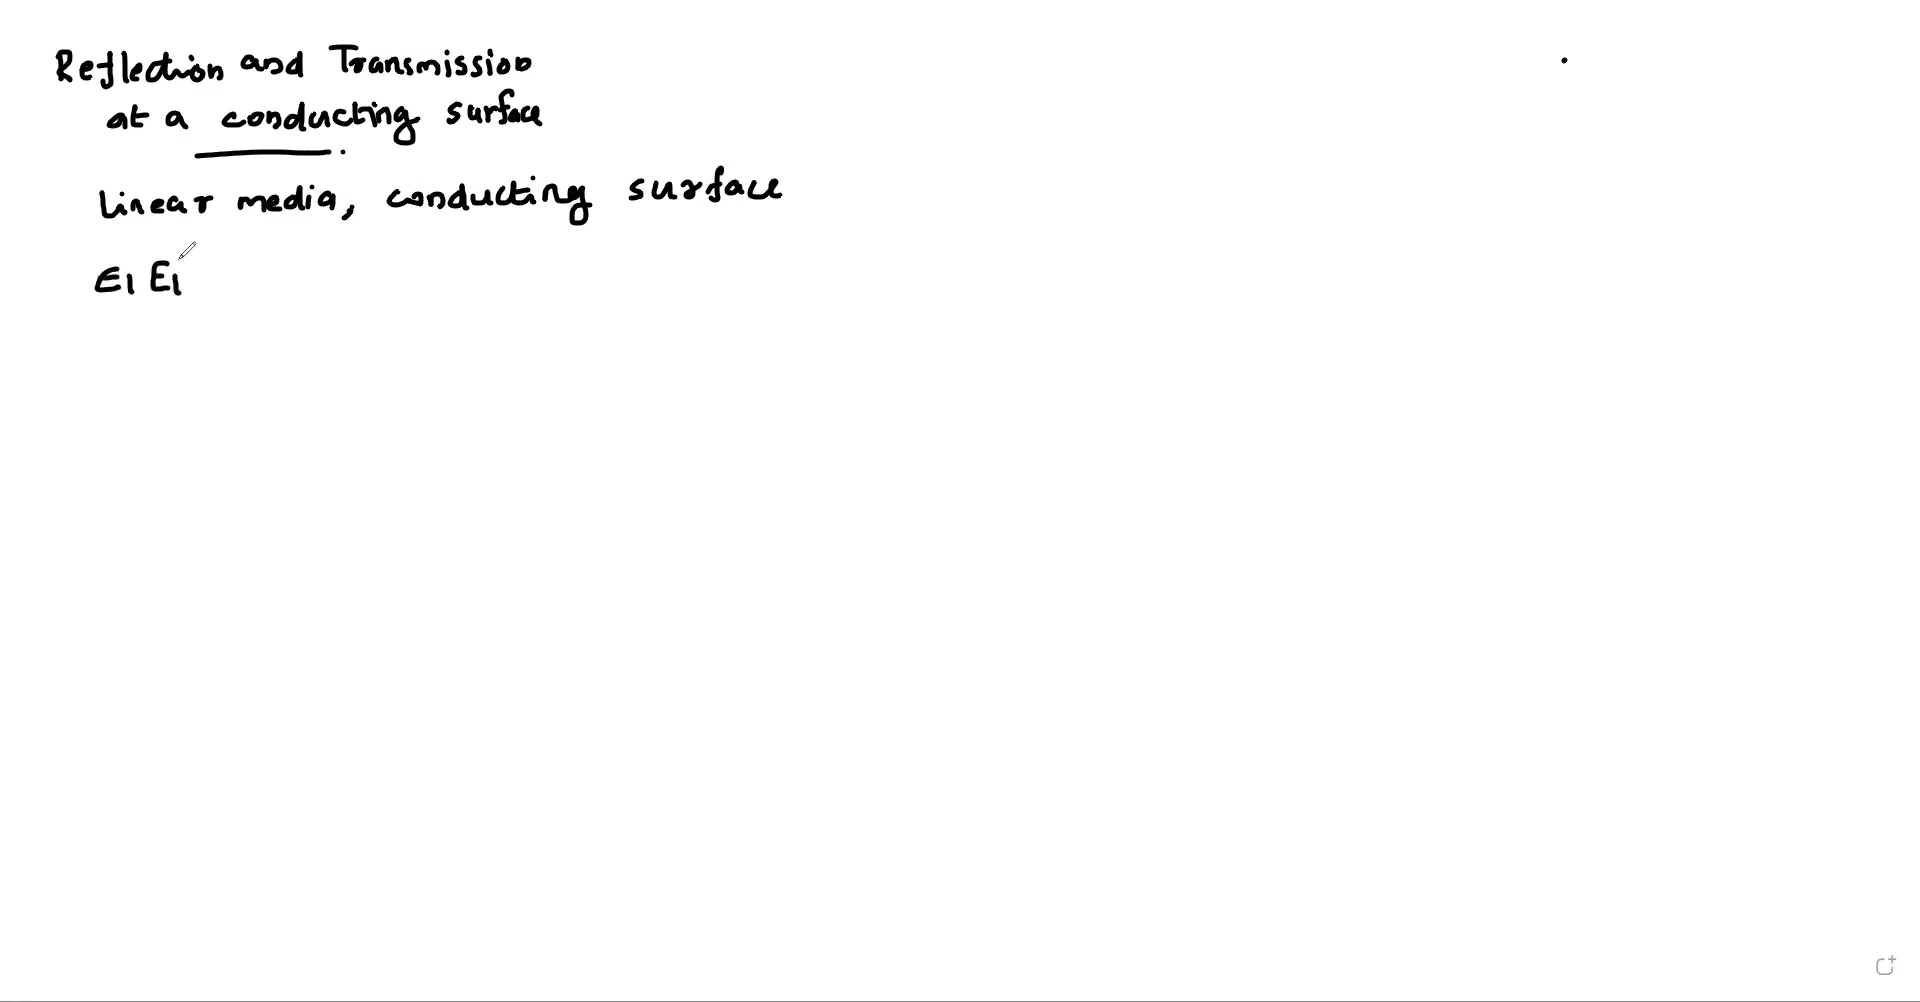 Reflection and Transmission
at a conducting surface
Linear media, conducting surface
ϵ1 E1